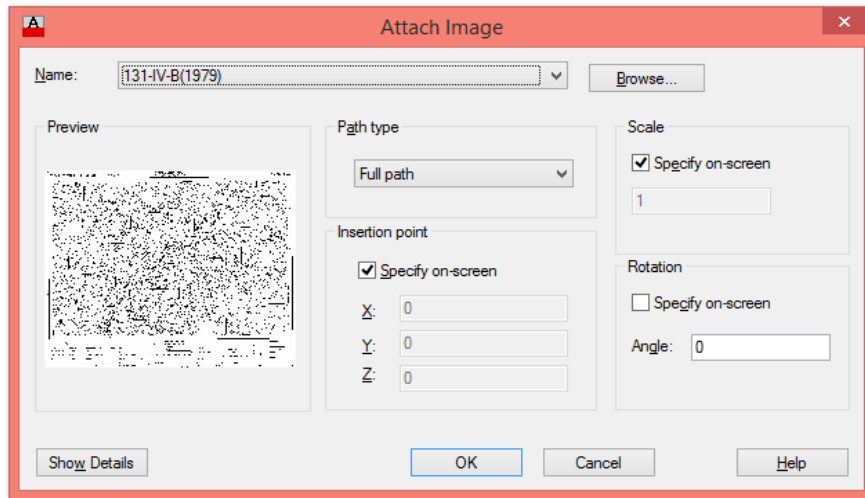 A
Attach Image
Name:
131-IV-B(1979)
Browse...
Preview
Path type
Full path
Insertion point
Specify on-screen
X:
0
Y:
0
Z:
0
Scale
Specify on-screen
1
Rotation
Specify on-screen
Angle:
0
Show Details
OK
Cancel
Help